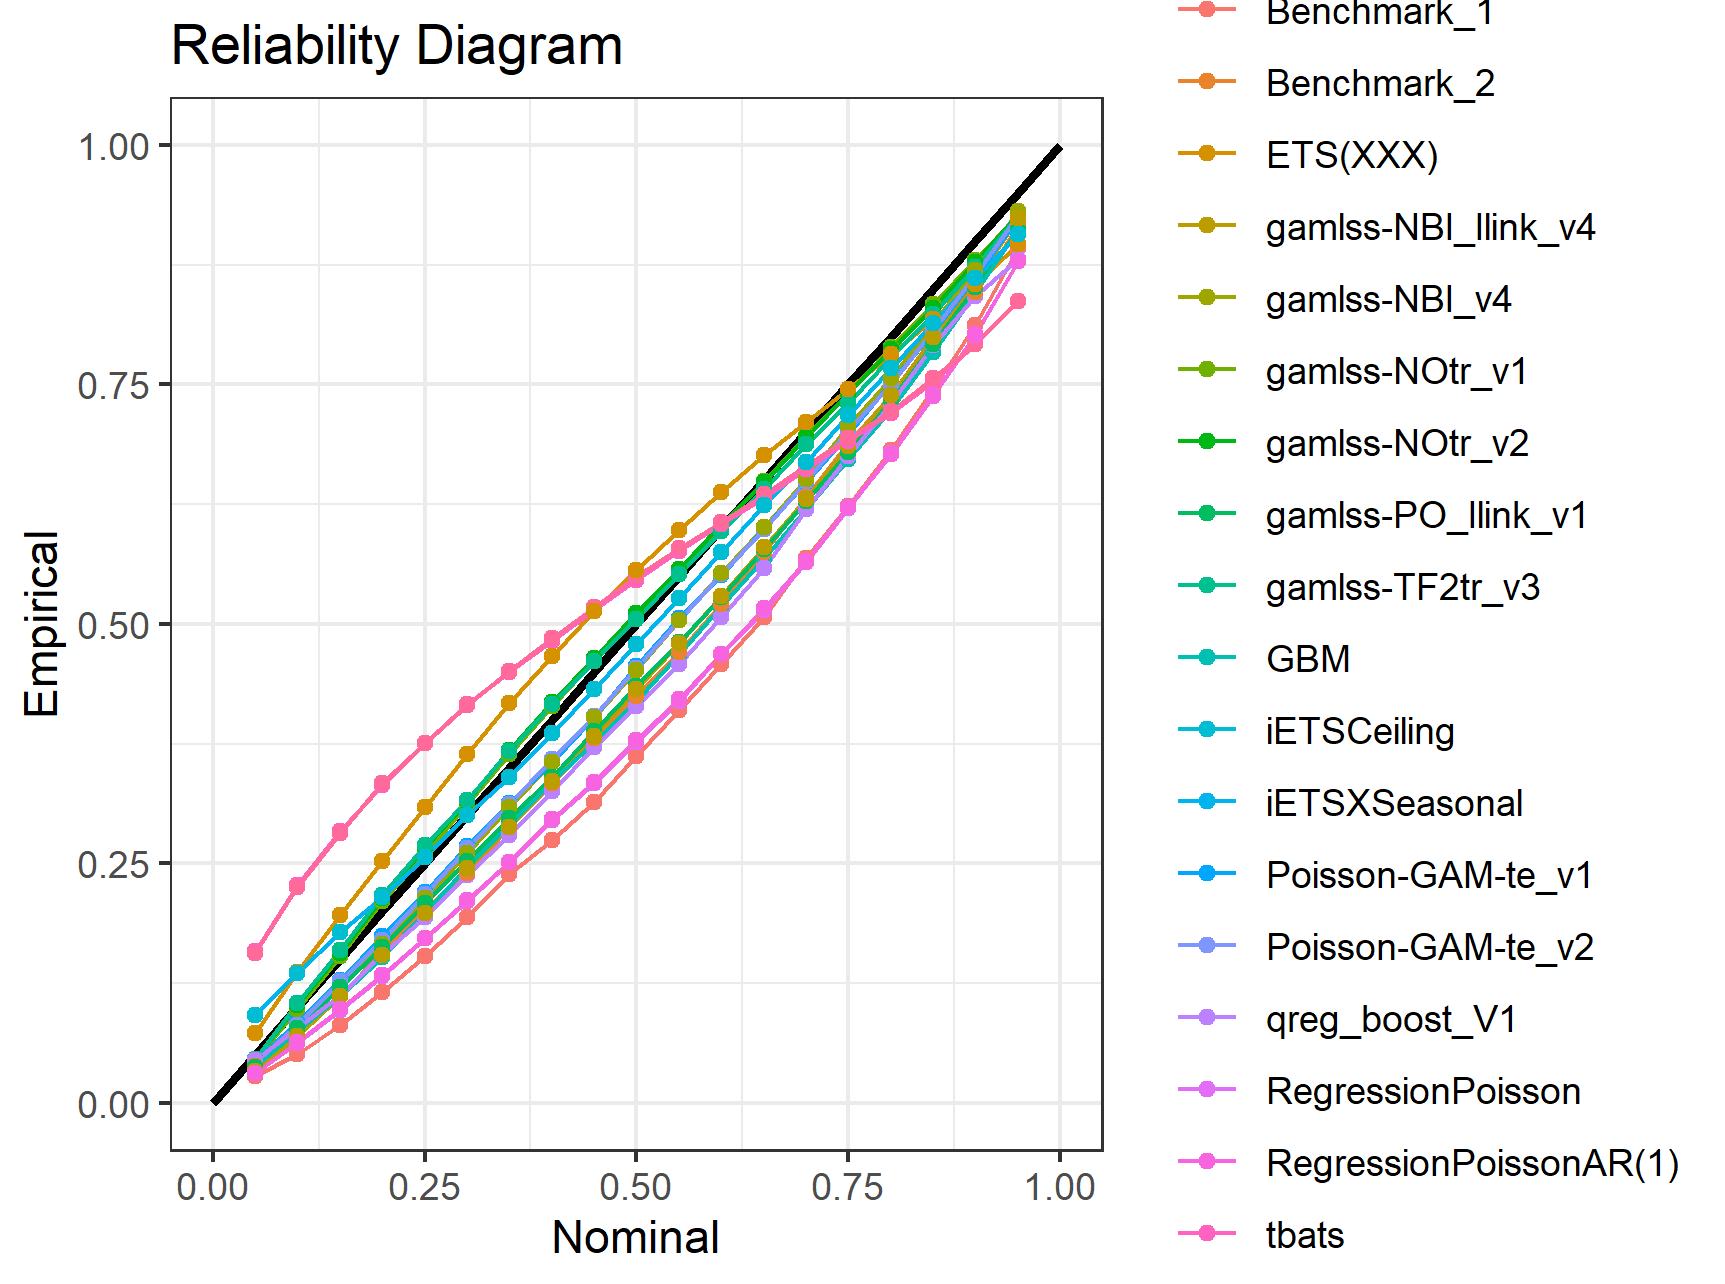 Reliability Diagram
Empirical
1.00
0.75
0.50
0.25
0.00
0.00 0.25 0.50 0.75 1.00
Nominal
Benchmark_1
Benchmark_2
ETS(XXX)
gamlss-NBI_llink_v4
gamlss-NBI_v4
gamlss-NOtr_v1
gamlss-NOtr_v2
gamlss-PO_llink_v1
gamlss-TF2tr_v3
GBM
iETSCeiling
iETSXSeasonal
Poisson-GAM-te_v1
Poisson-GAM-te_v2
qreg_boost_V1
RegressionPoisson
RegressionPoissonAR(1)
tbats